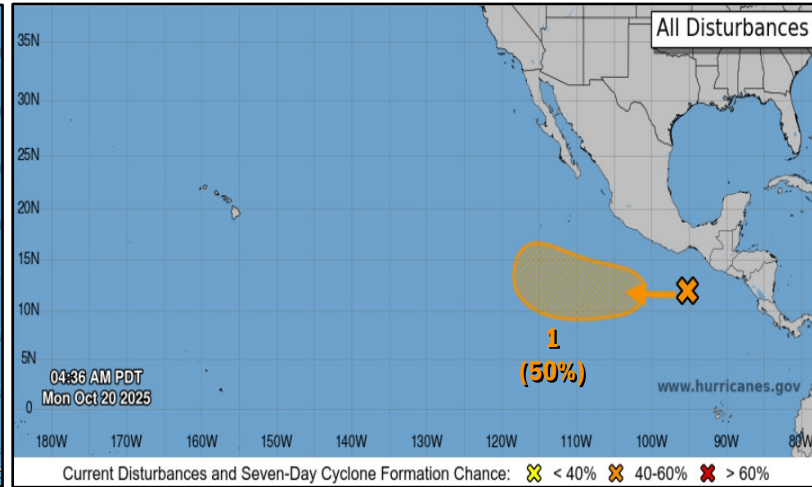 All Disturbances
35N
30N
25N
20N
15N
10N
5N
0
1
(50%)
04:36 AM PDT
Mon Oct 20 2025
www.hurricanes.gov
180W 170W 160W 150W 140W 130W 120W 110W 100W 90W 80W
Current Disturbances and Seven-Day Cyclone Formation Chance: < 40% 40-60% > 60%